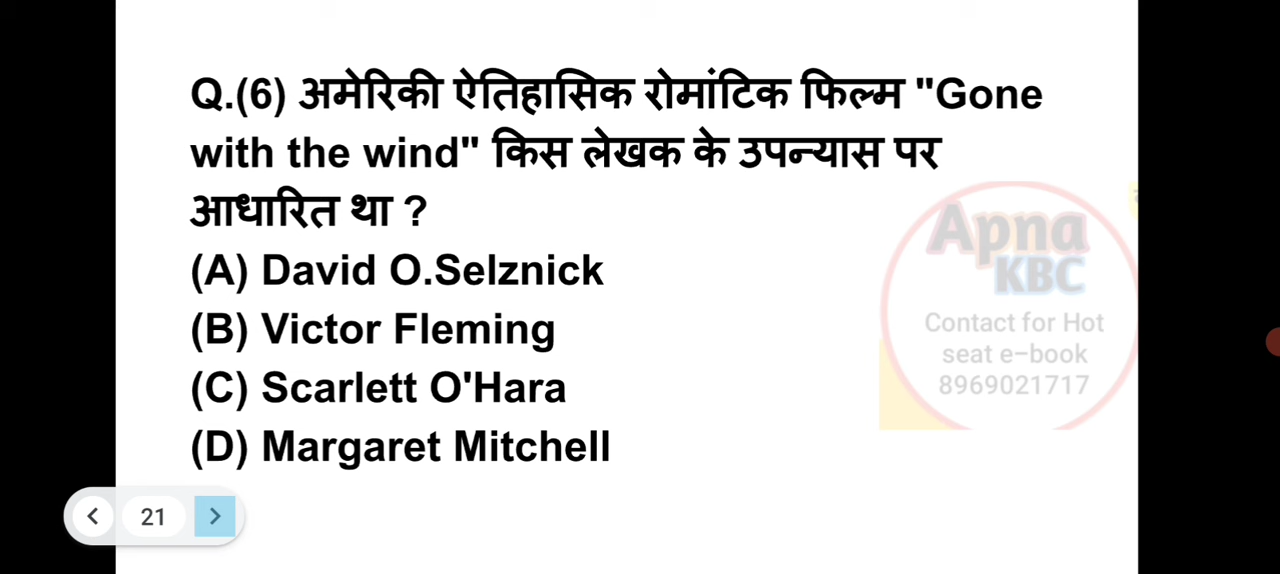 Q.(6) अमेरिकी ऐतिहासिक रोमांटिक फिल्म "Gone
with the wind" किस लेखक के उपन्यास पर
आधारित था ?
(A) David O.Selznick
(B) Victor Fleming
(C) Scarlett O'Hara
(D) Margaret Mitchell
Apna
KBC
Contact for Hot
seat e-book
8969021717
21